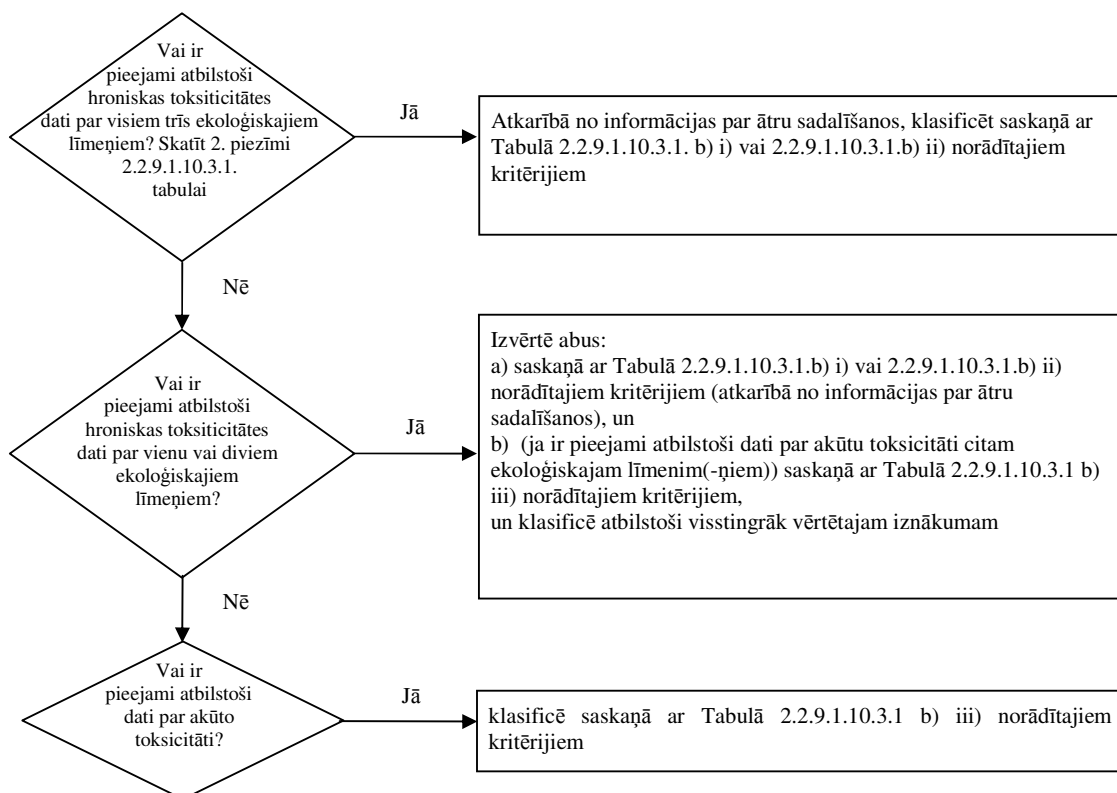 Vai ir
pieejami atbilstoši
hroniskas toksiticitātes
dati par visiem trīs ekoloģiskajiem
līmeņiem? Skatīt 2. piezīmi
2.2.9.1.10.3.1.
tabulai
Jā
Atkarībā no informācijas par ātru sadalīšanos, klasificēt saskaņā ar
Tabulā 2.2.9.1.10.3.1. b) i) vai 2.2.9.1.10.3.1.b) ii) norādītajiem
kritērijiem
Nē
Vai ir
pieejami atbilstoši
hroniskas toksiticitātes
dati par vienu vai diviem
ekoloģiskajiem
līmeņiem?
Jā
Izvērtē abus:
a) saskaņā ar Tabulā 2.2.9.1.10.3.1.b) i) vai 2.2.9.1.10.3.1.b) ii)
norādītajiem kritērijiem (atkarībā no informācijas par ātru
sadalīšanos), un
b) (ja ir pieejami atbilstoši dati par akūtu toksicitāti citam
ekoloģiskajam līmenim(-ņiem)) saskaņā ar Tabulā 2.2.9.1.10.3.1 b)
iii) norādītajiem kritērijiem,
un klasificē atbilstoši visstingrāk vērtētajam iznākumam
Nē
Vai ir
pieejami atbilstoši
dati par akūto
toksicitāti?
Jā
klasificē saskaņā ar Tabulā 2.2.9.1.10.3.1 b) iii) norādītajiem
kritērijiem